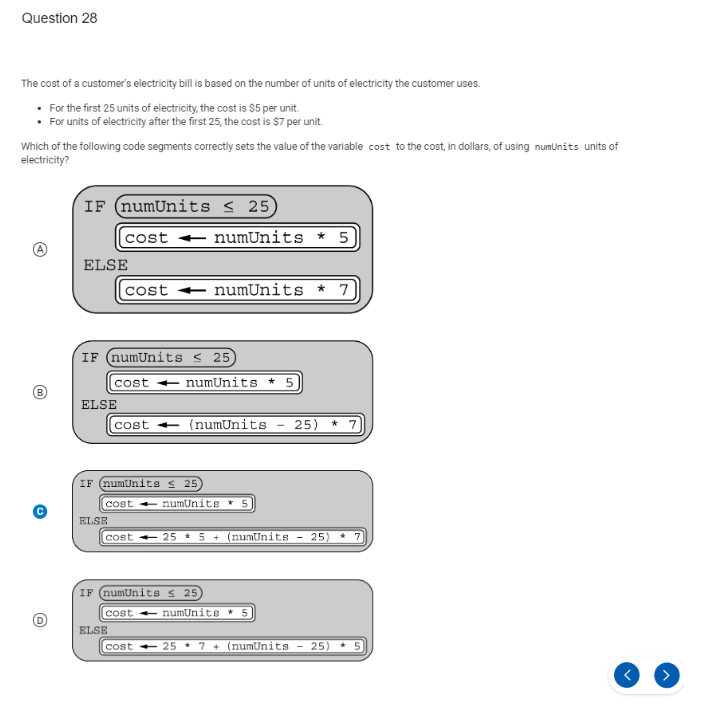 Question 28
The cost of a customer's electricity bill is based on the number of units of electricity the customer uses.
• For the first 25 units of electricity, the cost is $5 per unit.
• For units of electricity after the first 25, the cost is $7 per unit.
Which of the following code segments correctly sets the value of the variable cost to the cost, in dollars, of using numUnits units of
electricity?
A
IF numUnits ≤ 25
cost ← numUnits * 5
ELSE
cost ← numUnits * 7
B
IF numUnits ≤ 25
cost ← numUnits * 5
ELSE
cost ← (numUnits - 25) * 7
C
IF numUnits ≤ 25
cost ← numUnits * 5
ELSE
cost ← 25 * 5 + (numUnits - 25) * 7
D
IF numUnits ≤ 25
cost ← numUnits * 5
ELSE
cost ← 25 * 7 + (numUnits - 25) * 5